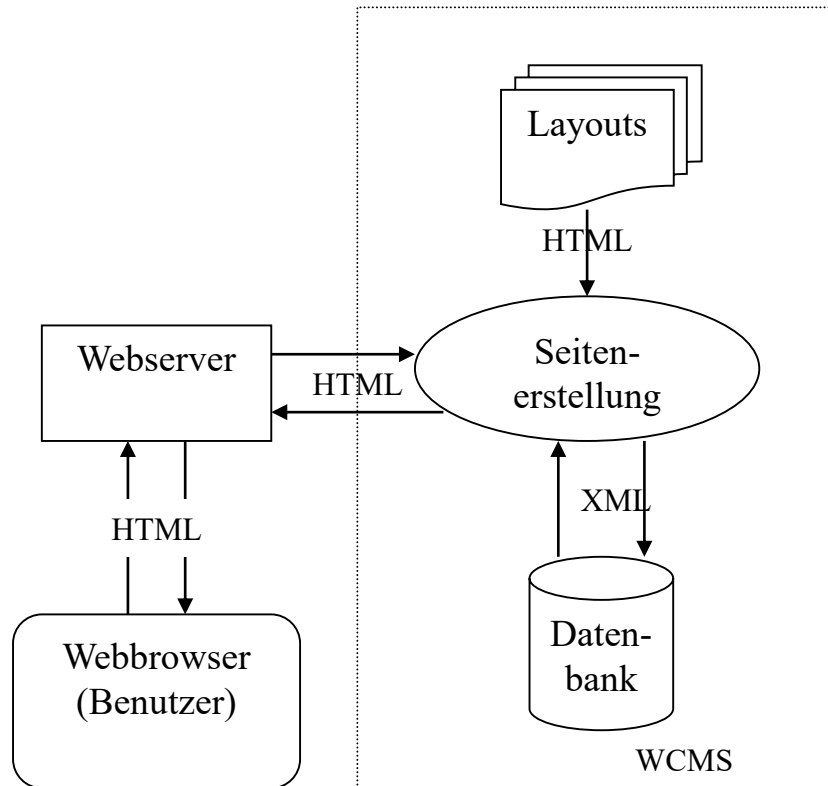 Layouts
HTML
Webserver
HTML
Seiten-
erstellung
HTML
XML
Webbrowser
(Benutzer)
Daten-
bank
WCMS